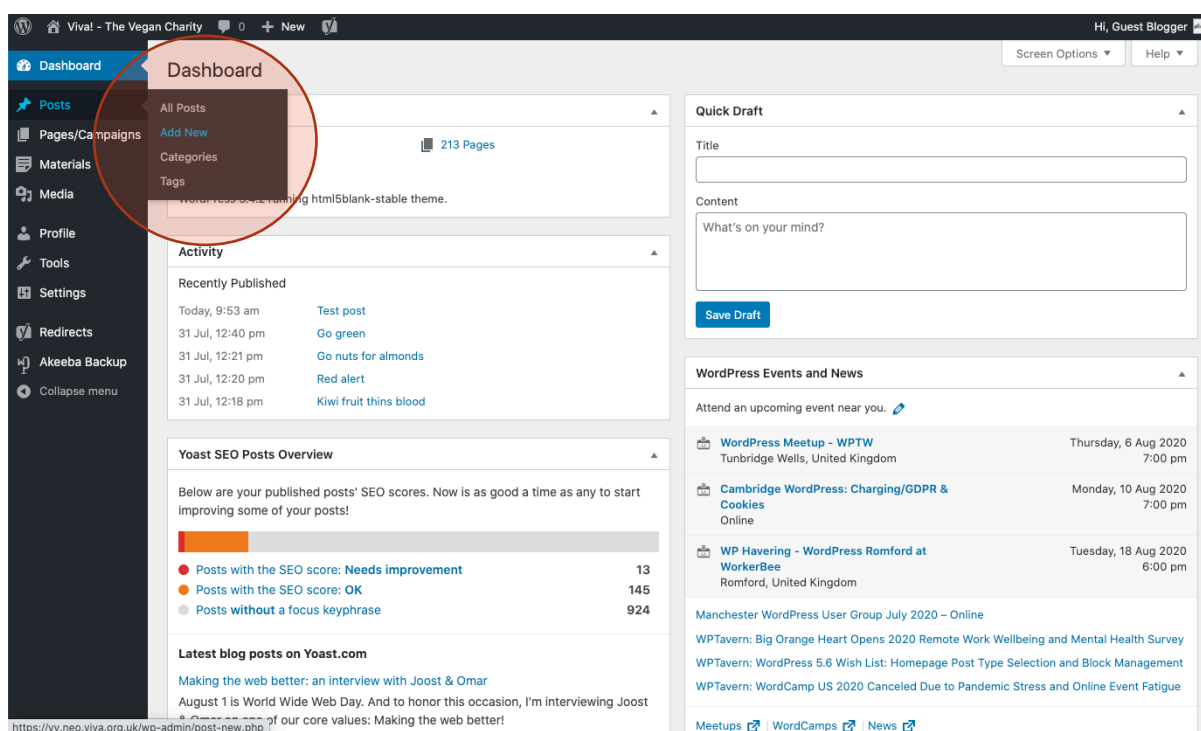 Viva! - The Vegan Charity 0 + New
Hi, Guest Blogger
Screen Options ▼ Help ▼
Dashboard
Posts
Pages/Campaigns
Materials
Media
Profile
Tools
Settings
Redirects
Akeeba Backup
Collapse menu
Dashboard
All Posts
Add New
Categories
Tags
213 Pages
WordPress 5.4.2 running html5blank-stable theme.
Activity
Recently Published
Today, 9:53 am Test post
31 Jul, 12:40 pm Go green
31 Jul, 12:21 pm Go nuts for almonds
31 Jul, 12:20 pm Red alert
31 Jul, 12:18 pm Kiwi fruit thins blood
Yoast SEO Posts Overview
Below are your published posts' SEO scores. Now is as good a time as any to start
improving some of your posts!
Posts with the SEO score: Needs improvement 13
Posts with the SEO score: OK 145
Posts without a focus keyphrase 924
Latest blog posts on Yoast.com
Making the web better: an interview with Joost & Omar
August 1 is World Wide Web Day. And to honor this occasion, I'm interviewing Joost
& Omar on one of our core values: Making the web better!
https://vv.neo.viva.org.uk/wp-admin/post-new.php
Quick Draft
Title
Content
What's on your mind?
Save Draft
WordPress Events and News
Attend an upcoming event near you.
WordPress Meetup - WPTW Thursday, 6 Aug 2020
Tunbridge Wells, United Kingdom 7:00 pm
Cambridge WordPress: Charging/GDPR & Monday, 10 Aug 2020
Cookies 7:00 pm
Online
WP Havering - WordPress Romford at Tuesday, 18 Aug 2020
WorkerBee 6:00 pm
Romford, United Kingdom
Manchester WordPress User Group July 2020 – Online
WPTavern: Big Orange Heart Opens 2020 Remote Work Wellbeing and Mental Health Survey
WPTavern: WordPress 5.6 Wish List: Homepage Post Type Selection and Block Management
WPTavern: WordCamp US 2020 Canceled Due to Pandemic Stress and Online Event Fatigue
Meetups | WordCamps | News